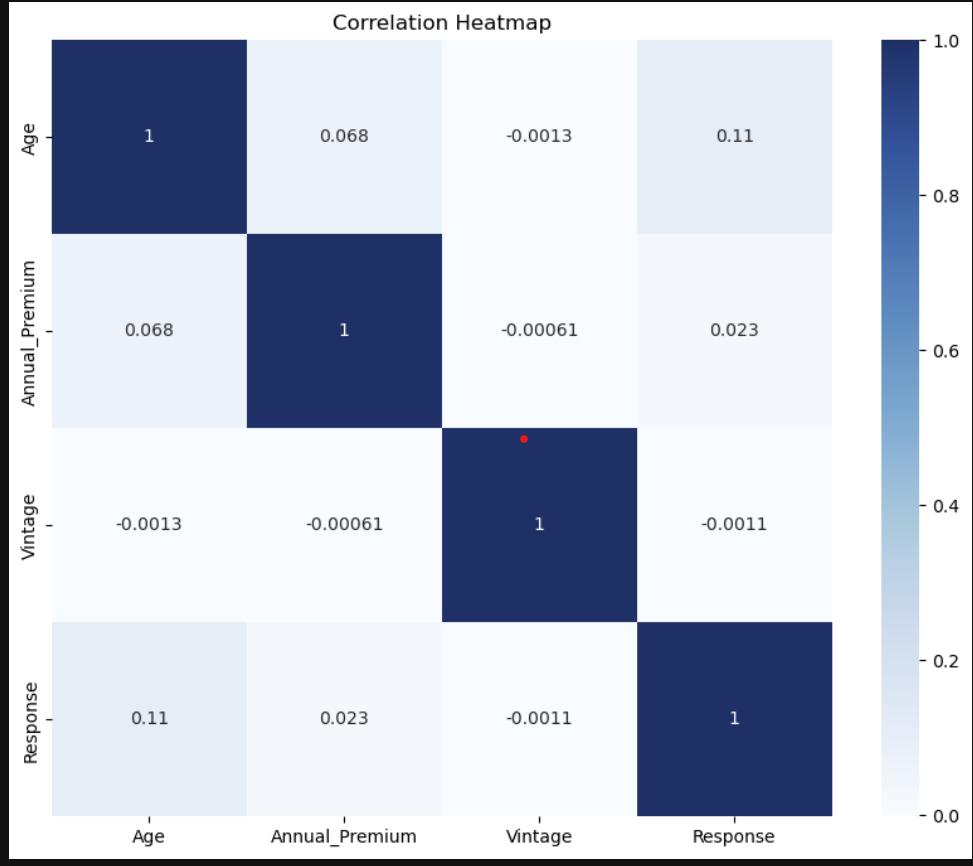 Correlation Heatmap
Age
1
0.068
-0.0013
0.11
Annual_Premium
0.068
1
-0.00061
0.023
Vintage
-0.0013
-0.00061
1
-0.0011
Response
0.11
0.023
-0.0011
1
Age
Annual_Premium
Vintage
Response
1.0
0.8
0.6
0.4
0.2
0.0